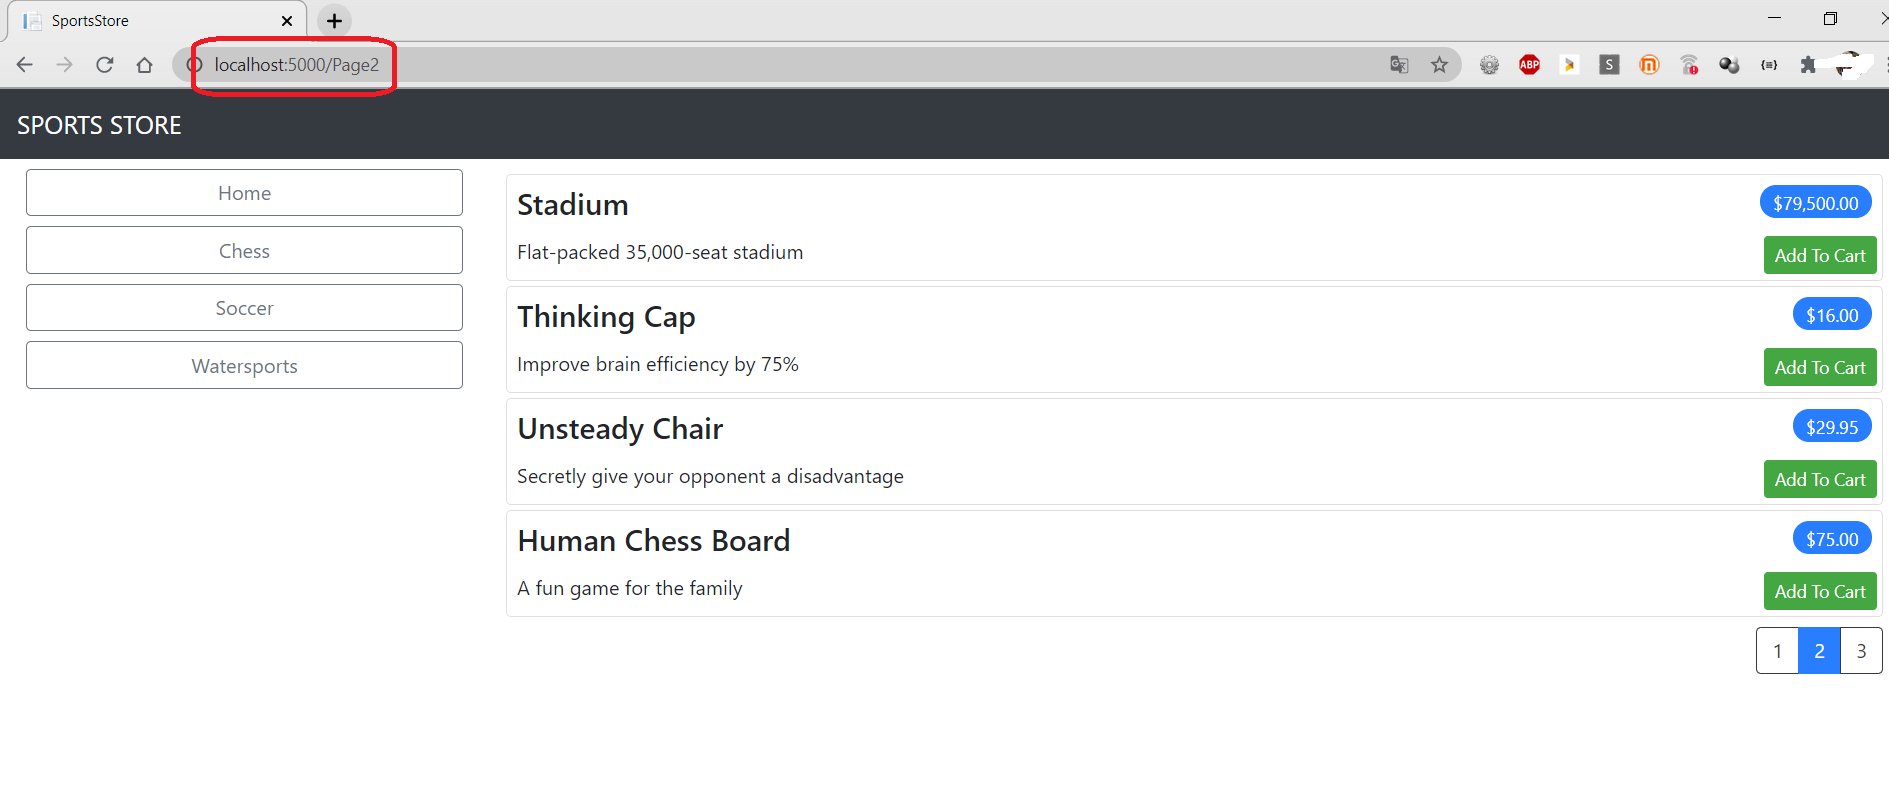 SportsStore
localhost:5000/Page2
ABP
S
SPORTS STORE
Home
Chess
Soccer
Watersports
Stadium
$79,500.00
Flat-packed 35,000-seat stadium
Add To Cart
Thinking Cap
$16.00
Improve brain efficiency by 75%
Add To Cart
Unsteady Chair
$29.95
Secretly give your opponent a disadvantage
Add To Cart
Human Chess Board
$75.00
A fun game for the family
Add To Cart
1 2 3